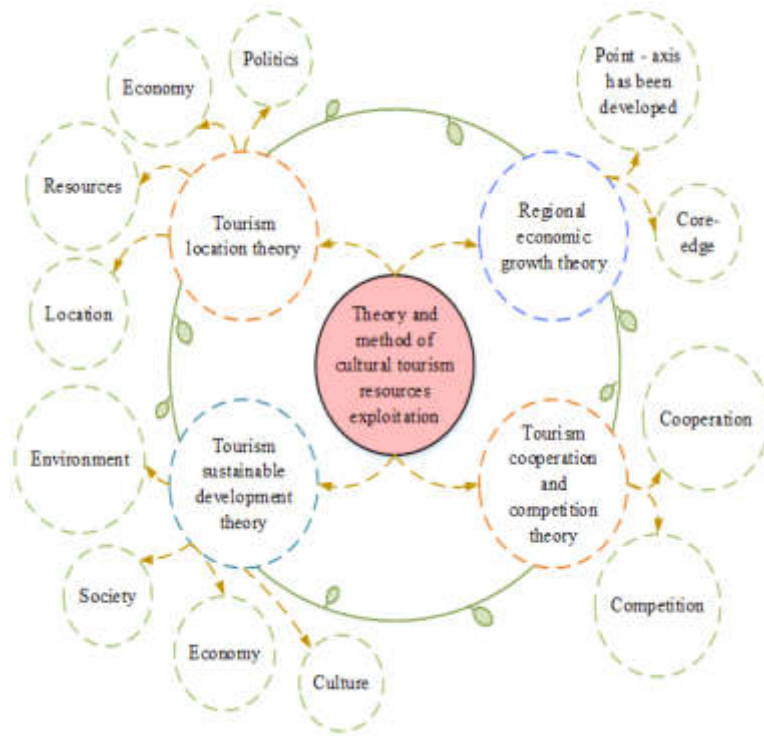 Politics
Economy
Resources
Location
Tourism
location theory
Point - axis
has been
developed
Core-
edge
Regional
economic
growth theory
Theory and
method of
cultural tourism
resources
exploitation
Tourism
sustainable
development
theory
Environment
Society
Economy
Culture
Tourism
cooperation
and
competition
theory
Cooperation
Competition